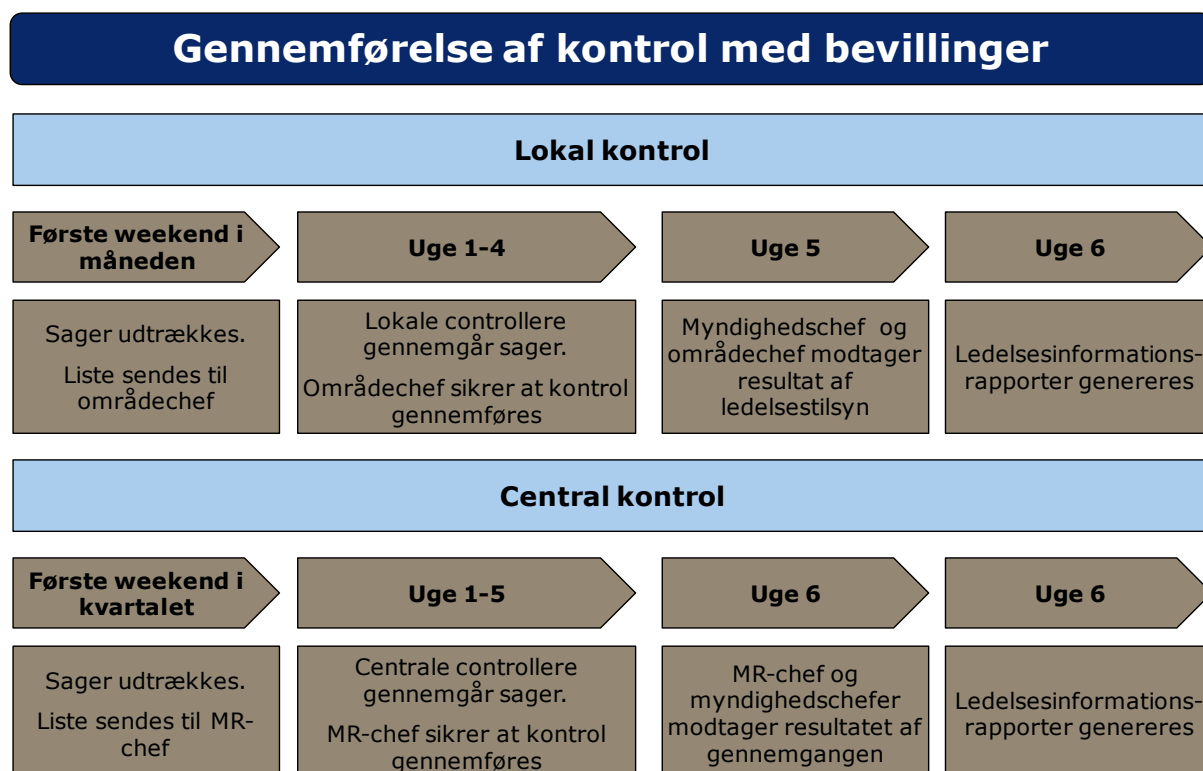 Gennemførelse af kontrol med bevillinger
Lokal kontrol
Første weekend i
måneden
Uge 1-4
Uge 5
Uge 6
Sager udtrækkes.
Liste sendes til
områdechef
Lokale controllere
gennemgår sager.
Områdechef sikrer at kontrol
gennemføres
Myndighedschef og
områdechef modtager
resultat af
ledelsestilsyn
Ledelsesinformations-
rapporter genereres
Central kontrol
Første weekend i
kvartalet
Uge 1-5
Uge 6
Uge 6
Sager udtrækkes.
Liste sendes til MR-
chef
Centrale controllere
gennemgår sager.
MR-chef sikrer at kontrol
gennemføres
MR-chef og
myndighedschefer
modtager resultatet af
gennemgangen
Ledelsesinformations-
rapporter genereres